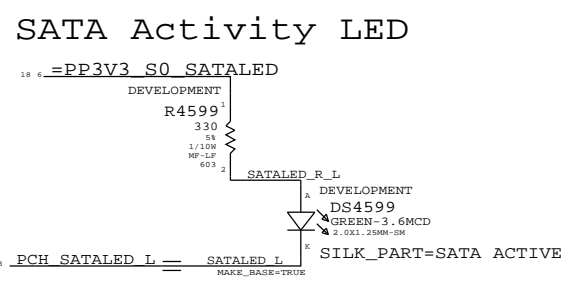 SATA Activity LED
18 6 =PP3V3_S0_SATALED
DEVELOPMENT
1
R4599
330
5%
1/10W
MF-LF
603
2
SATALED_R_L
A
DEVELOPMENT
DS4599
GREEN-3.6MCD
2.0X1.25MM-SM
K
SILK_PART=SATA ACTIVE
PCH_SATALED_L
SATALED_L
MAKE_BASE=TRUE